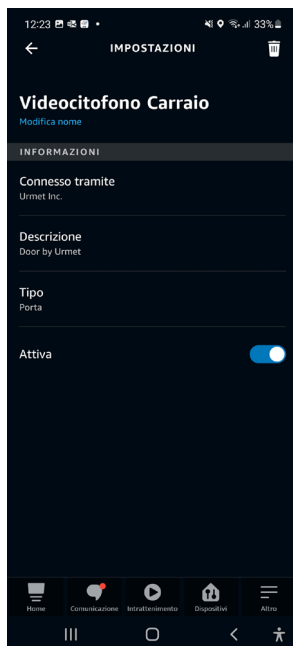 12:23 33%
IMPOSTAZIONI
Videocitofono Carraio
Modifica nome
INFORMAZIONI
Connesso tramite
Urmet Inc.
Descrizione
Door by Urmet
Tipo
Porta
Attiva
Home Comunicazione Intrattenimento Dispositivi Altro